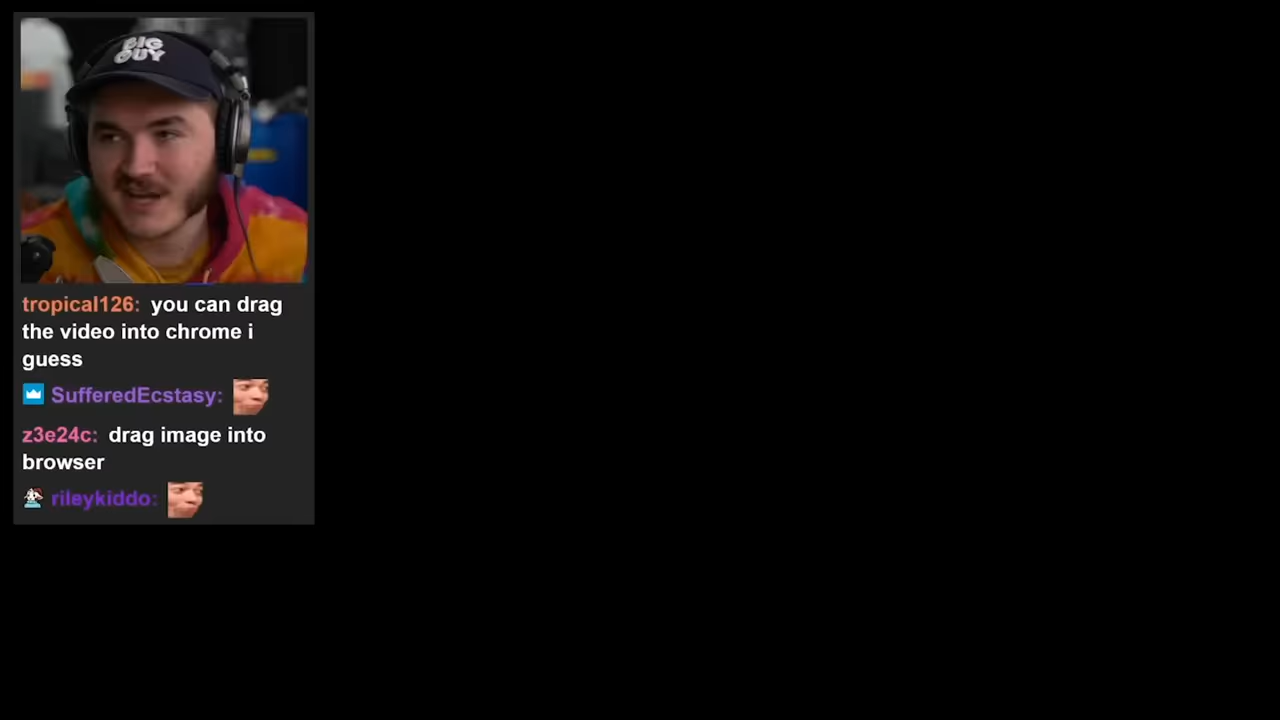 BIG
GUY
tropical126: you can drag
the video into chrome i
guess
SufferedEcstasy:
z3e24c: drag image into
browser
rileykiddo: